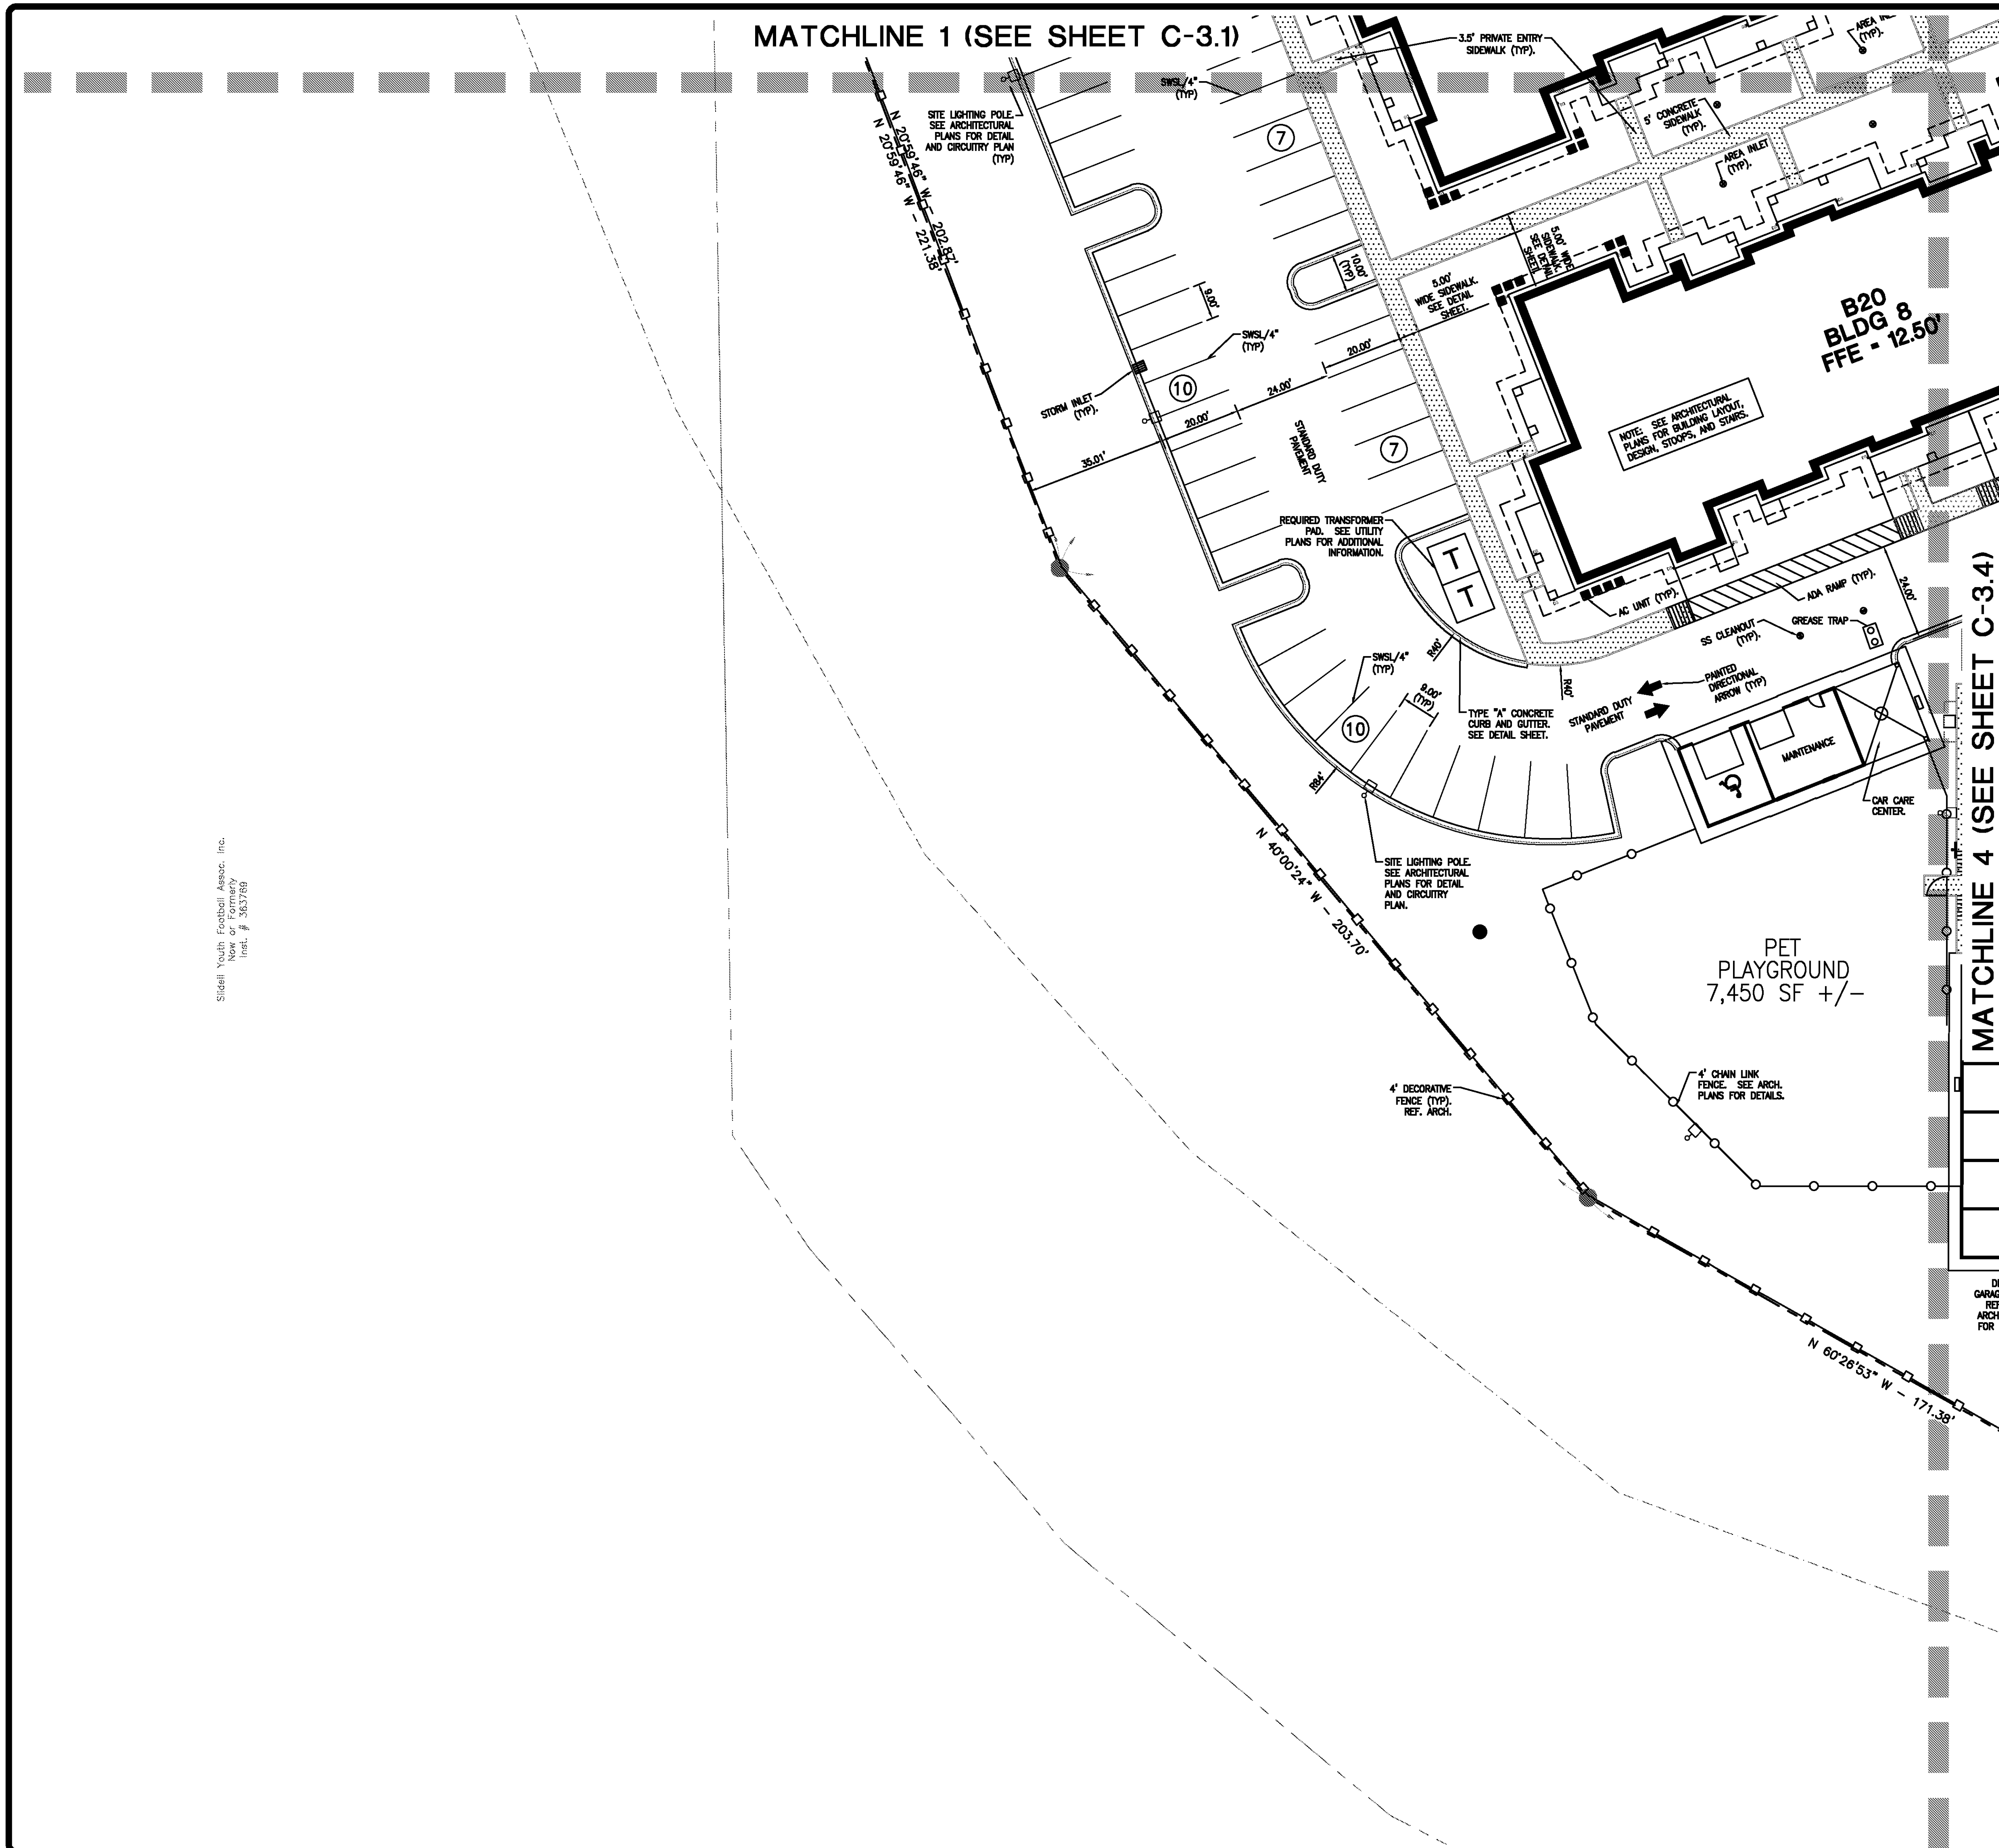 MATCHLINE 1 (SEE SHEET C-3.1)
3.5' PRIVATE ENTRY
SIDEWALK (TYP).
(TYP).
SWSL/4"
(TYP)
SITE LIGHTING POLE.
SEE ARCHITECTURAL
PLANS FOR DETAIL
AND CIRCUITRY PLAN
(TYP)
N 20°59'46" W - 202.87'
N 20°59'46" W - 221.38'
7
5' CONCRETE
SIDEWALK
(TYP).
AREA INLET
(TYP).
5.00' WIDE
SIDEWALK.
SEE DETAIL
SHEET.
10.00'
(TYP)
5.00'
WIDE SIDEWALK.
SEE DETAIL
SHEET.
9.00'
B20
BLDG 8
FFE = 12.50'
SWSL/4"
(TYP)
20.00'
24.00'
10
STORM INLET
(TYP).
20.00'
35.01'
STANDARD DUTY
PAVEMENT
7
NOTE: SEE ARCHITECTURAL
PLANS FOR BUILDING LAYOUT,
DESIGN, STOOPS, AND STAIRS.
REQUIRED TRANSFORMER
PAD. SEE UTILITY
PLANS FOR ADDITIONAL
INFORMATION.
T
T
AC UNIT (TYP).
ADA RAMP (TYP).
24.00'
SS CLEANOUT
(TYP).
GREASE TRAP
R40'
R40'
SWSL/4"
(TYP)
9.00'
(TYP)
10
R84'
TYPE "A" CONCRETE
CURB AND GUTTER.
SEE DETAIL SHEET.
STANDARD DUTY
PAVEMENT
PAINTED
DIRECTIONAL
ARROW (TYP)
MAINTENANCE
CAR CARE
CENTER.
MATCHLINE 4 (SEE SHEET C-3.4)
SITE LIGHTING POLE.
SEE ARCHITECTURAL
PLANS FOR DETAIL
AND CIRCUITRY
PLAN.
N 40°00'24" W - 203.70'
Slidell Youth Football Assoc. Inc.
Now or Formerly
Inst. # 363769
PET
PLAYGROUND
7,450 SF +/-
4' CHAIN LINK
FENCE. SEE ARCH.
PLANS FOR DETAILS.
4' DECORATIVE
FENCE (TYP).
REF. ARCH.
FOR
N 60°26'53" W - 171.38'